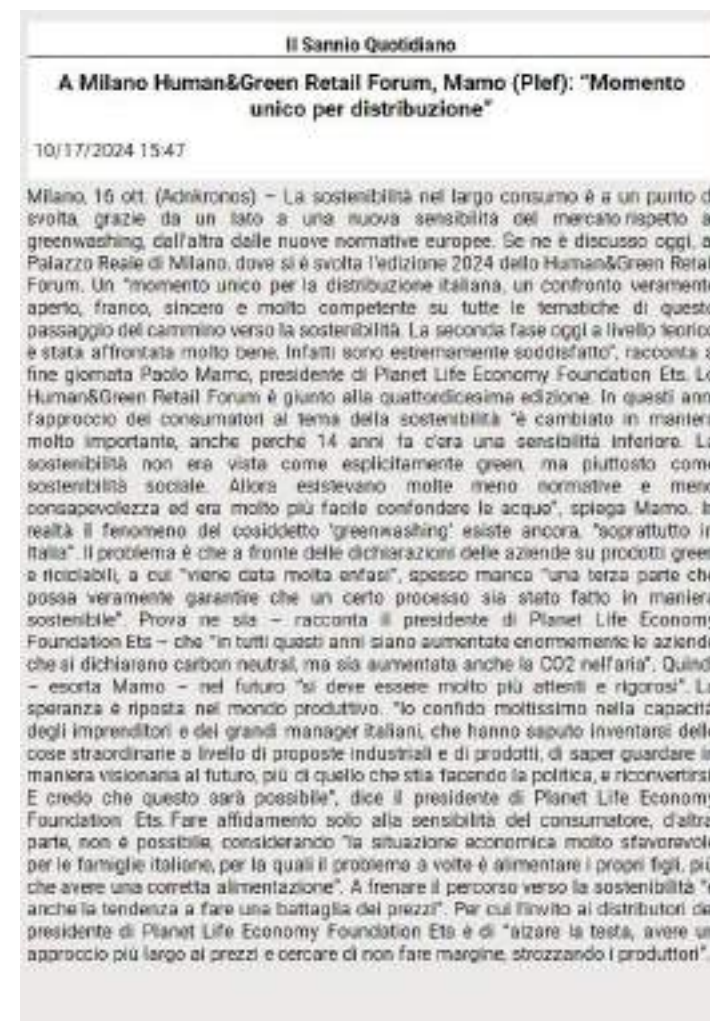 Il Sannio Quotidiano
A Milano Human&Green Retail Forum, Mamo (Plef): "Momento
unico per distribuzione"
10/17/2024 15:47
Milano, 16 ott. (Adnkronos) – La sostenibilità nel largo consumo è a un punto d
svolta, grazie da un lato a una nuova sensibilità del mercato rispetto a
greenwashing, dall'altra dalle nuove normative europee. Se ne è discusso oggi, a
Palazzo Reale di Milano, dove si è svolta l'edizione 2024 dello Human&Green Retai
Forum. Un "momento unico per la distribuzione italiana, un confronto veramente
aperto, franco, sincero e molto competente su tutte le tematiche di questo
passaggio del cammino verso la sostenibilità. La seconda fase oggi a livello teorico
è stata affrontata molto bene. Infatti sono estremamente soddisfatto", racconta a
fine giornata Paolo Mamo, presidente di Planet Life Economy Foundation Ets. Lo
Human&Green Retail Forum è giunto alla quattordicesima edizione. In questi ann
l'approccio dei consumatori al tema della sostenibilità "è cambiato in maniera
molto importante, anche perché 14 anni fa c'era una sensibilità inferiore. La
sostenibilità non era vista come esplicitamente green, ma piuttosto come
sostenibilità sociale. Allora esistevano molte meno normative e meno
consapevolezza ed era molto più facile confondere le acque", spiega Mamo. In
realtà il fenomeno del cosiddetto 'greenwashing' esiste ancora, "soprattutto in
Italia". Il problema è che a fronte delle dichiarazioni delle aziende su prodotti green
e riciclabili, a cui "viene data molta enfasi", spesso manca "una terza parte che
possa veramente garantire che un certo processo sia stato fatto in maniera
sostenibile". Prova ne sia – racconta il presidente di Planet Life Economy
Foundation Ets – che "in tutti questi anni siano aumentate enormemente le aziende
che si dichiarano carbon neutral, ma sia aumentata anche la CO2 nell'aria". Quind
– esorta Mamo – nel futuro "si deve essere molto più attenti e rigorosi". La
speranza è riposta nel mondo produttivo. "Io confido moltissimo nella capacità
degli imprenditori e dei grandi manager italiani, che hanno saputo inventarsi delle
cose straordinarie a livello di proposte industriali e di prodotti, di saper guardare in
maniera visionaria al futuro, più di quello che stia facendo la politica, e riconvertirsi
E credo che questo sarà possibile", dice il presidente di Planet Life Economy
Foundation Ets. Fare affidamento solo alla sensibilità del consumatore, d'altra
parte, non è possibile, considerando "la situazione economica molto sfavorevole
per le famiglie italiane, per la quali il problema a volte è alimentare i propri figli, più
che avere una corretta alimentazione". A frenare il percorso verso la sostenibilità "è
anche la tendenza a fare una battaglia dei prezzi". Per cui l'invito ai distributori de
presidente di Planet Life Economy Foundation Ets è di "alzare la testa, avere un
approccio più largo ai prezzi e cercare di non fare margine, strozzando i produttori".